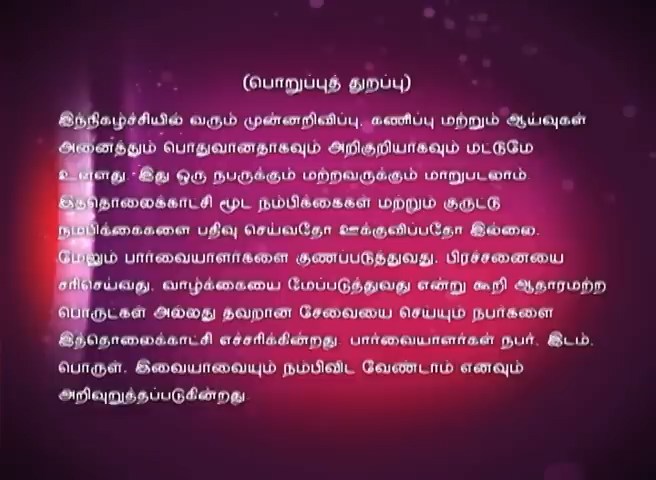 (பொறுப்புத் துறப்பு)
இந்நிகழ்ச்சியில் வரும் முன்னறிவிப்பு, கணிப்பு மற்றும் ஆய்வுகள்
அனைத்தும் பொதுவானதாகவும் அறிகுறியாகவும் மட்டுமே
உள்ளது. இது ஒரு நபருக்கும் மற்றவருக்கும் மாறுபடலாம்.
இத்தொலைக்காட்சி மூட நம்பிக்கைகள் மற்றும் குருட்டு
நம்பிக்கைகளை பதிவு செய்வதோ ஊக்குவிப்பதோ இல்லை.
மேலும் பார்வையாளர்களை குணப்படுத்துவது, பிரச்சனையை
சரிசெய்வது, வாழ்க்கையை மேப்படுத்துவது என்று கூறி ஆதாரமற்ற
பொருட்கள் அல்லது தவறான சேவையை செய்யும் நபர்களை
இந்தொலைக்காட்சி எச்சரிக்கின்றது. பார்வையாளர்கள் நபர், இடம்,
பொருள், இவையாவையும் நம்பிவிட வேண்டாம் எனவும்
அறிவுறுத்தப்படுகின்றது.